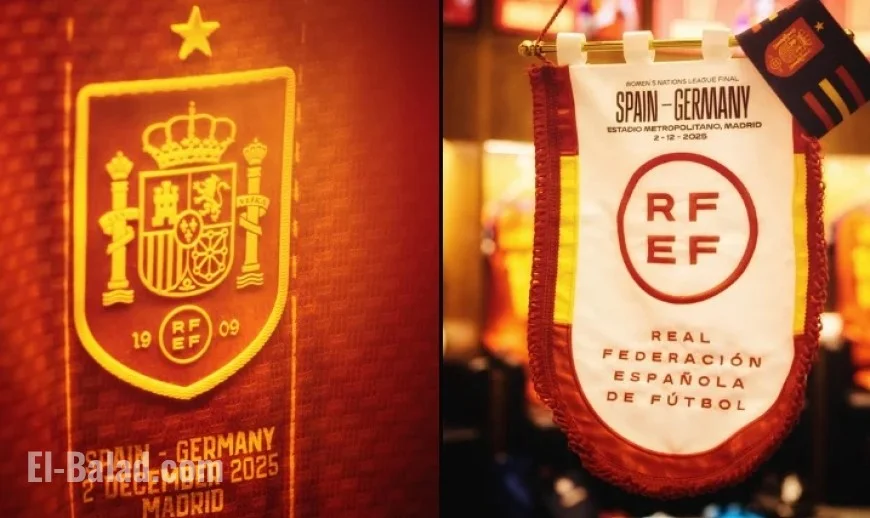 19 RF 09
EF
SPAIN - GERMANY
2 DECEMBER 2025
MADRID
El-Balad.com
WOMEN'S NATIONS LEAGUE FINAL
SPAIN – GERMANY
ESTADIO METROPOLITANO, MADRID
2 - 12 - 2025
RF
EF
REAL
FEDERACIÓN
ESPAÑOLA
DE FÚTBOL